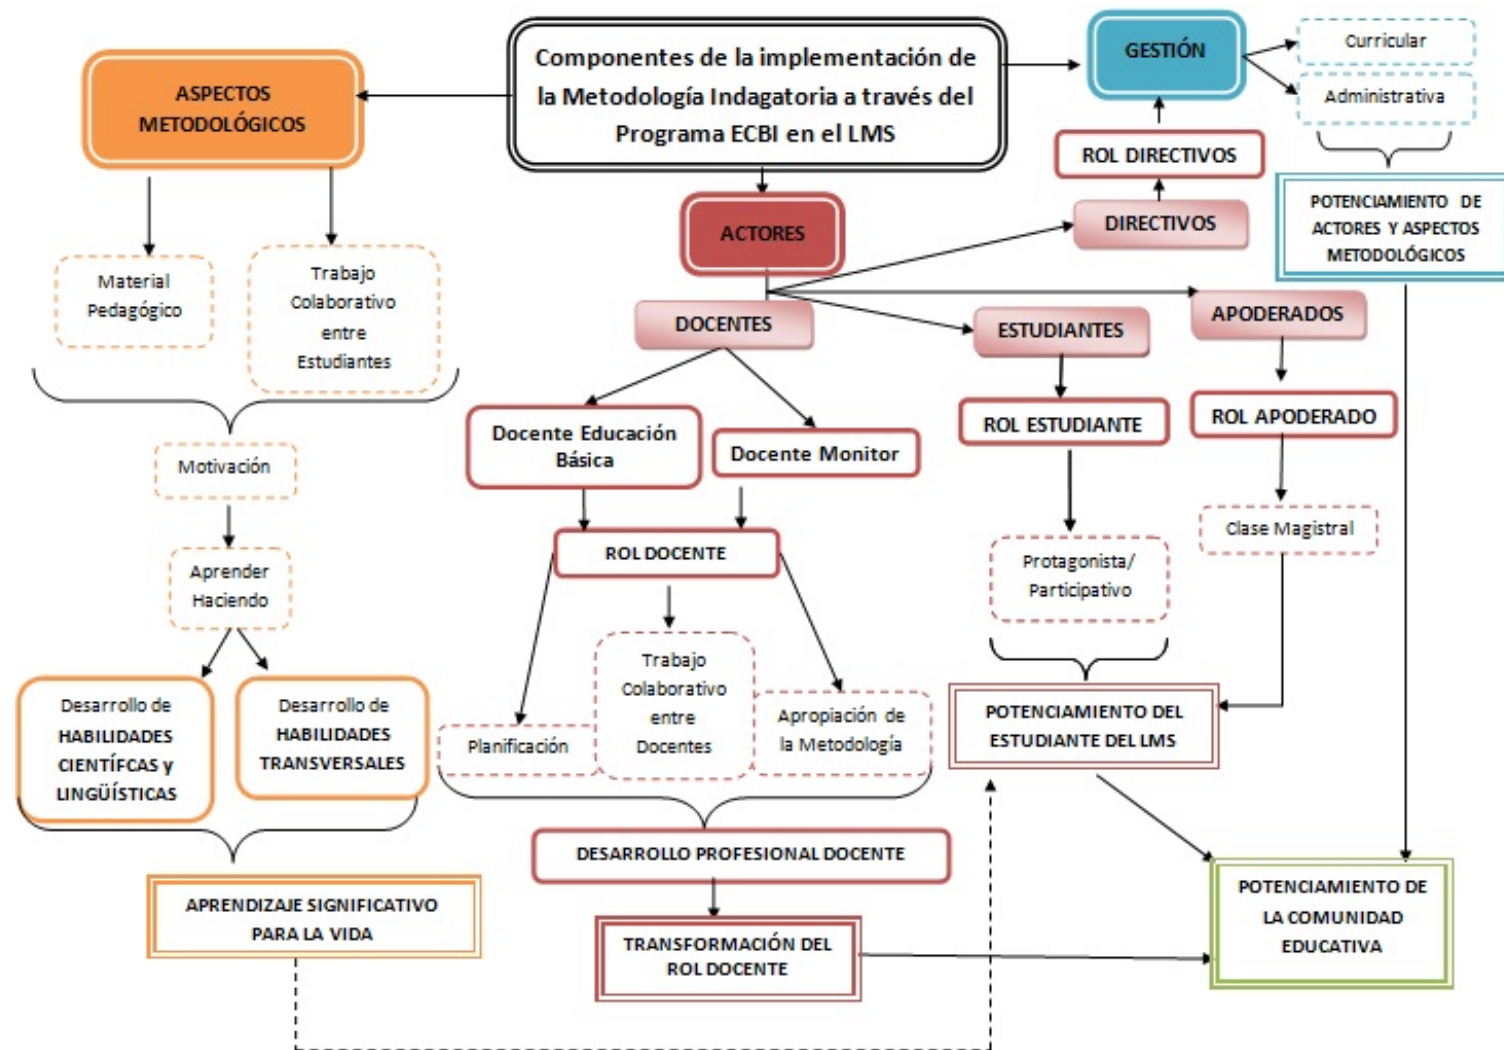 Componentes de la implementación de
la Metodología Indagatoria a través del
Programa ECBI en el LMS
ASPECTOS
METODOLÓGICOS
GESTIÓN
Curricular
Administrativa
ROL DIRECTIVOS
DIRECTIVOS
POTENCIAMIENTO DE
ACTORES Y ASPECTOS
METODOLÓGICOS
ACTORES
Material
Pedagógico
Trabajo
Colaborativo
entre
Estudiantes
DOCENTES
ESTUDIANTES
APODERADOS
Docente Educación
Básica
Docente Monitor
ROL ESTUDIANTE
ROL APODERADO
Motivación
Clase Magistral
ROL DOCENTE
Aprender
Haciendo
Protagonista/
Participativo
Desarrollo de
HABILIDADES
CIENTÍFCAS y
LINGÜÍSTICAS
Desarrollo de
HABILIDADES
TRANSVERSALES
Planificación
Trabajo
Colaborativo
entre
Docentes
Apropiación de
la Metodología
POTENCIAMIENTO DEL
ESTUDIANTE DEL LMS
DESARROLLO PROFESIONAL DOCENTE
APRENDIZAJE SIGNIFICATIVO
PARA LA VIDA
TRANSFORMACIÓN DEL
ROL DOCENTE
POTENCIAMIENTO DE
LA COMUNIDAD
EDUCATIVA